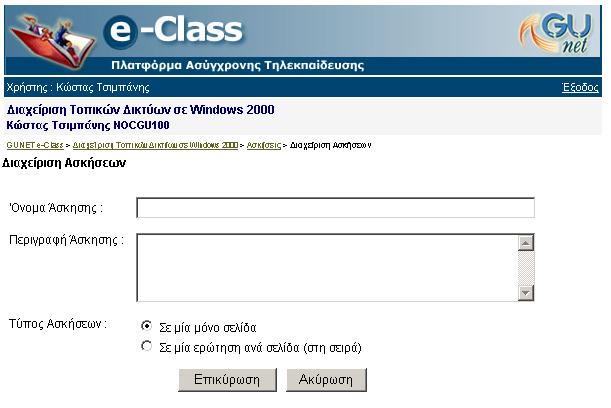 e-Class
GU
net
Πλατφόρμα Ασύγχρονης Τηλεκπαίδευσης
Χρήστης : Κώστας Τσιμπάνης Έξοδος
Διαχείριση Τοπικών Δικτύων σε Windows 2000
Κώστας Τσιμπάνης NOCGU100
GUNET e-Class > Διαχείριση Τοπικών Δικτύων σε Windows 2000 > Ασκήσεις > Διαχείριση Ασκήσεων
Διαχείριση Ασκήσεων
Όνομα Άσκησης :
Περιγραφή Άσκησης :
Τύπος Ασκήσεων : Σε μία μόνο σελίδα
Σε μία ερώτηση ανά σελίδα (στη σειρά)
Επικύρωση Ακύρωση